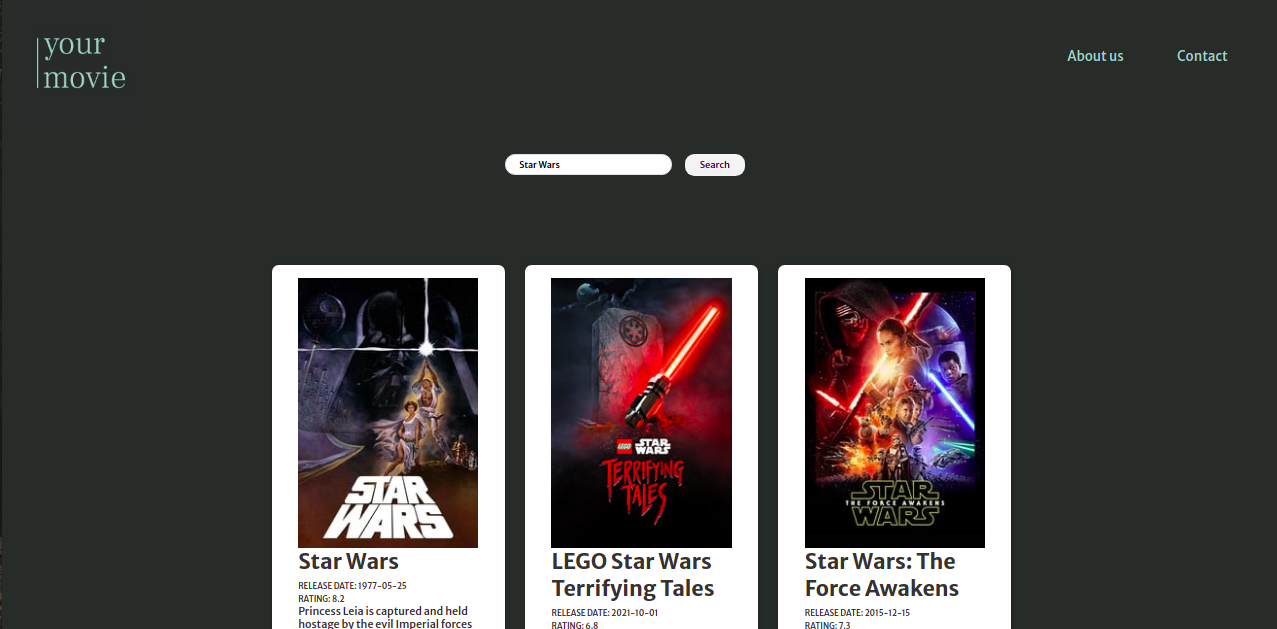 your
movie
About us
Contact
Star Wars
Search
STAR
WARS
LEGO STAR
WARS
TERRIFYING
TALES
STAR
THE FORCE AWAKENS
WARS
Star Wars
RELEASE DATE: 1977-05-25
RATING: 8.2
Princess Leia is captured and held
hostage by the evil Imperial forces
LEGO Star Wars
Terrifying Tales
RELEASE DATE: 2021-10-01
RATING: 6.8
Star Wars: The
Force Awakens
RELEASE DATE: 2015-12-15
RATING: 7.3